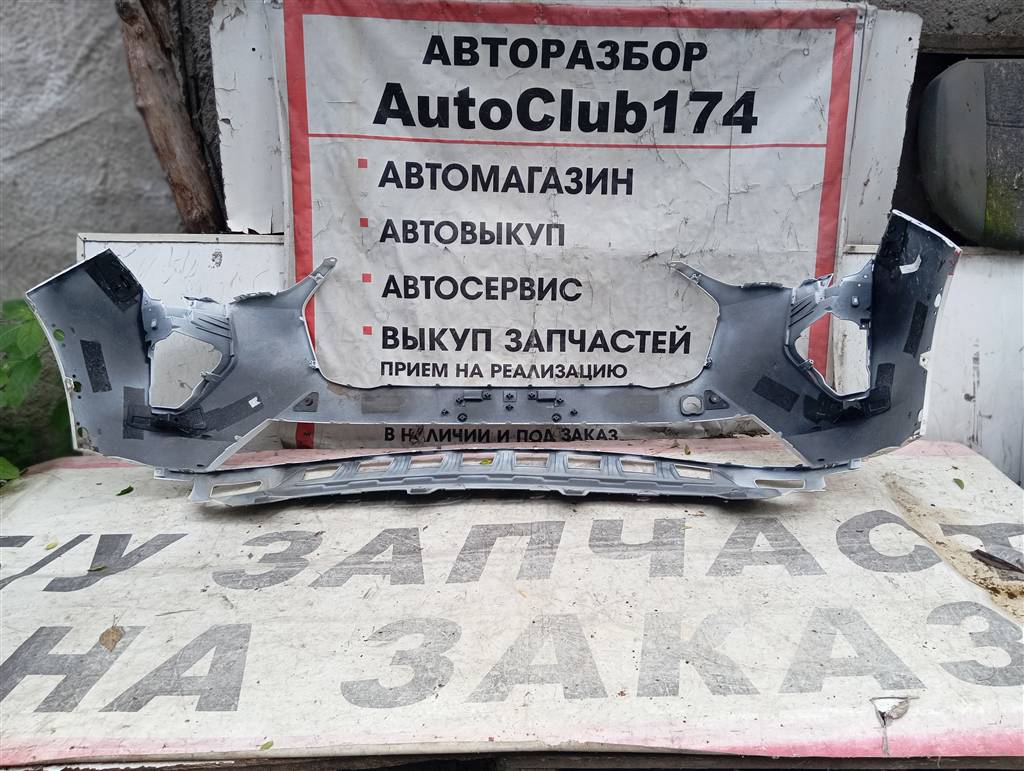 АВТОРАЗБОР
AutoClub174
АВТОМАГАЗИН
АВТОВЫКУП
АВТОСЕРВИС
ВЫКУП ЗАПЧАСТЕЙ
ПРИЕМ НА РЕАЛИЗАЦИЮ
В НАЛИЧИИ И ПОД ЗАКАЗ
Б/У ЗАПЧАСТ
НА ЗАКАЗ